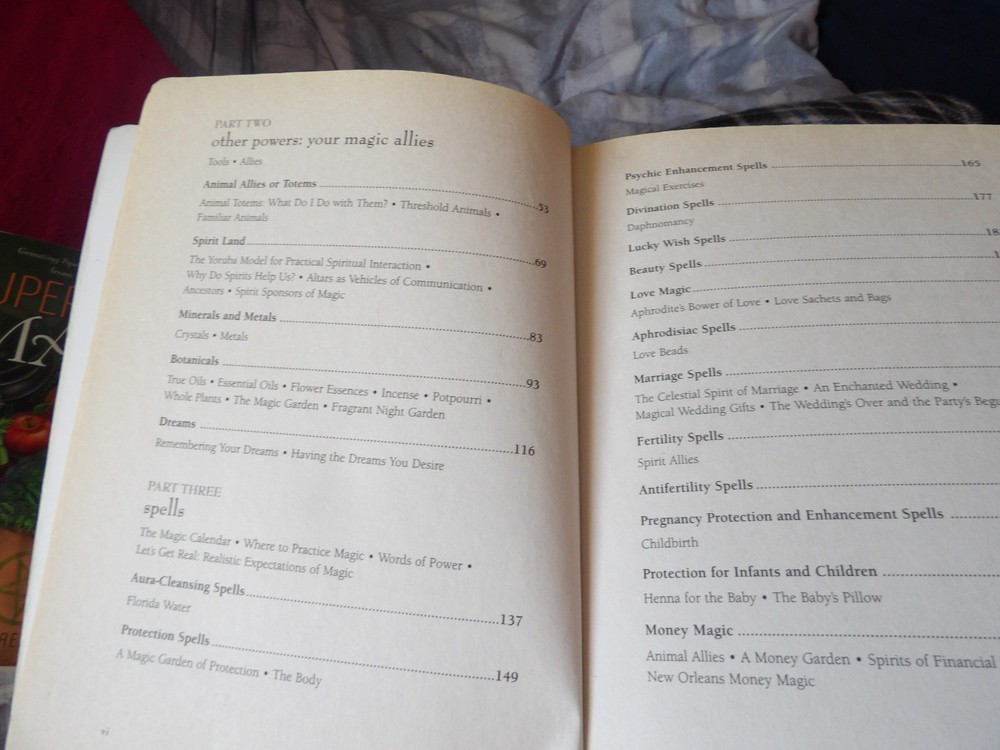 PART TWO
other powers: your magic allies
Tools • Allies
Animal Allies or Totems 53
Animal Totems: What Do I Do with Them? • Threshold Animals •
Familiar Animals
Spirit Land 69
The Yoruba Model for Practical Spiritual Interaction •
Why Do Spirits Help Us? • Altars as Vehicles of Communication •
Ancestors • Spirit Sponsors of Magic
Minerals and Metals 83
Crystals • Metals
Botanicals 93
True Oils • Essential Oils • Flower Essences • Incense • Potpourri •
Whole Plants • The Magic Garden • Fragrant Night Garden
Dreams 116
Remembering Your Dreams • Having the Dreams You Desire
PART THREE
spells
The Magic Calendar • Where to Practice Magic • Words of Power •
Let's Get Real: Realistic Expectations of Magic
Aura-Cleansing Spells 137
Florida Water
Protection Spells 149
A Magic Garden of Protection • The Body
vi
Psychic Enhancement Spells 165
Magical Exercises
Divination Spells 177
Daphnomancy
Lucky Wish Spells 18
Beauty Spells 1
Love Magic
Aphrodite's Bower of Love • Love Sachets and Bags
Aphrodisiac Spells
Love Beads
Marriage Spells
The Celestial Spirit of Marriage • An Enchanted Wedding •
Magical Wedding Gifts • The Wedding's Over and the Party's Begu
Fertility Spells
Spirit Allies
Antifertility Spells
Pregnancy Protection and Enhancement Spells
Childbirth
Protection for Infants and Children
Henna for the Baby • The Baby's Pillow
Money Magic
Animal Allies • A Money Garden • Spirits of Financial
New Orleans Money Magic
UPER